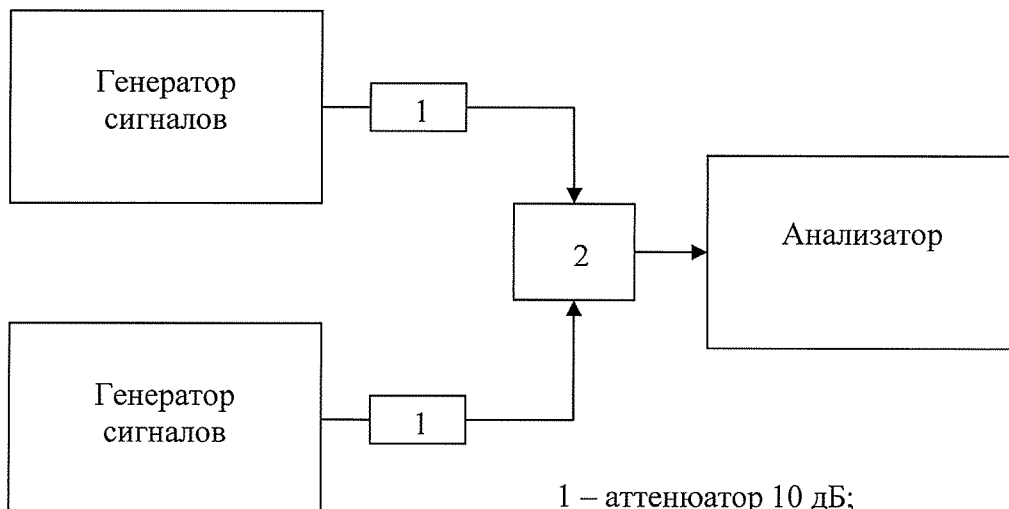 Генератор
сигналов
1
2
Анализатор
Генератор
сигналов
1
1 – аттенюатор 10 дБ;